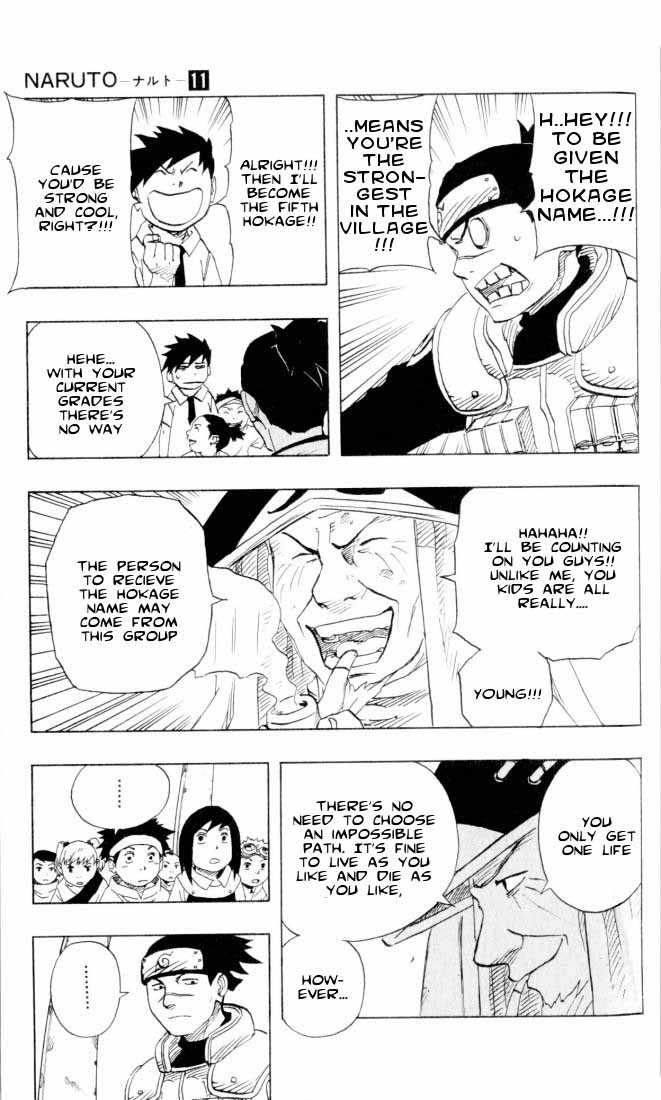 NARUTO—ナルト—11
H..HEY!!!
TO BE
GIVEN
THE
HOKAGE
NAME...!!!
..MEANS
YOU'RE
THE
STRON-
GEST
IN THE
VILLAGE
!!!
ALRIGHT!!!
THEN I'LL
BECOME
THE FIFTH
HOKAGE!!
CAUSE
YOU'D BE
STRONG
AND COOL,
RIGHT?!!!
HEHE...
WITH YOUR
CURRENT
GRADES
THERE'S
NO WAY
HAHAHA!!
I'LL BE COUNTING
ON YOU GUYS!!
UNLIKE ME, YOU
KIDS ARE ALL
REALLY....
YOUNG!!!
THE PERSON
TO RECIEVE
THE HOKAGE
NAME MAY
COME FROM
THIS GROUP
YOU
ONLY GET
ONE LIFE
THERE'S NO
NEED TO CHOOSE
AN IMPOSSIBLE
PATH. IT'S FINE
TO LIVE AS YOU
LIKE AND DIE AS
YOU LIKE,
HOW-
EVER...
......
......